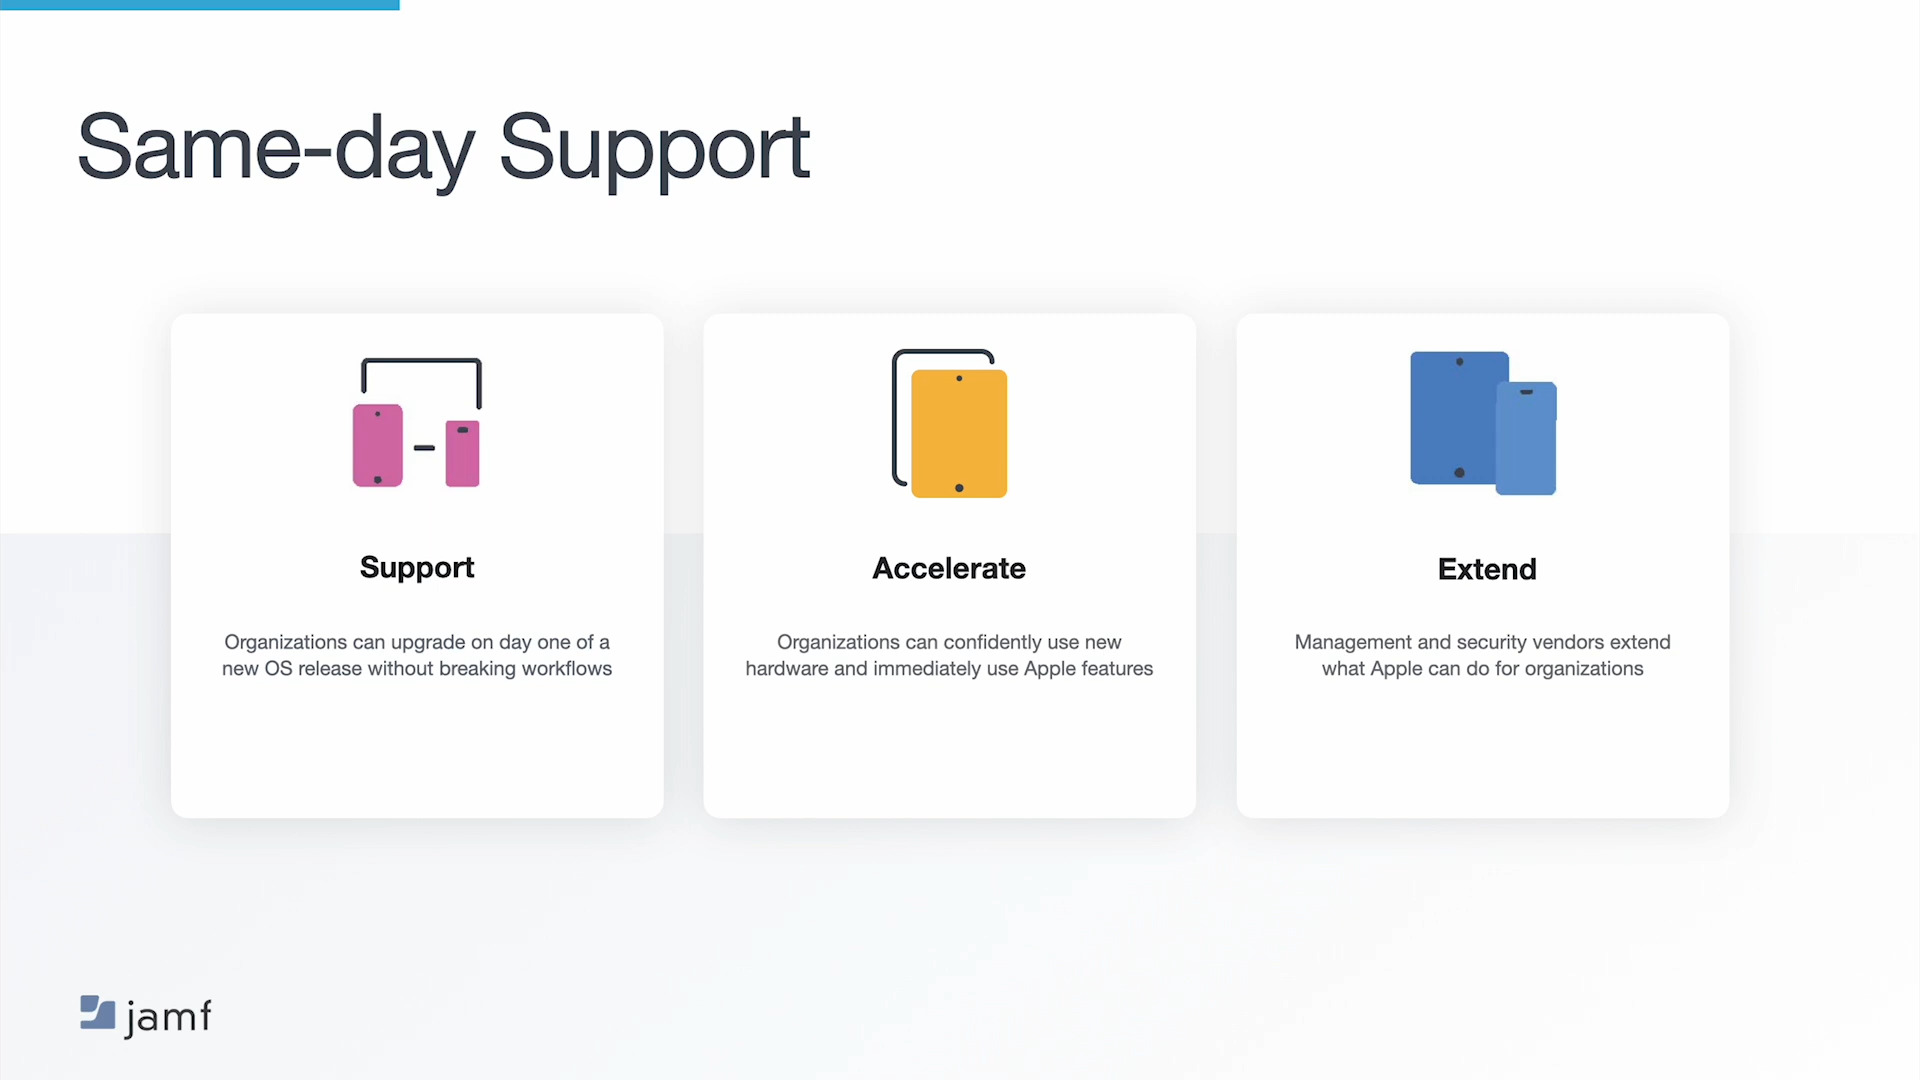 Same-day Support
Support
Organizations can upgrade on day one of a
new OS release without breaking workflows
Accelerate
Organizations can confidently use new
hardware and immediately use Apple features
Extend
Management and security vendors extend
what Apple can do for organizations
jamf